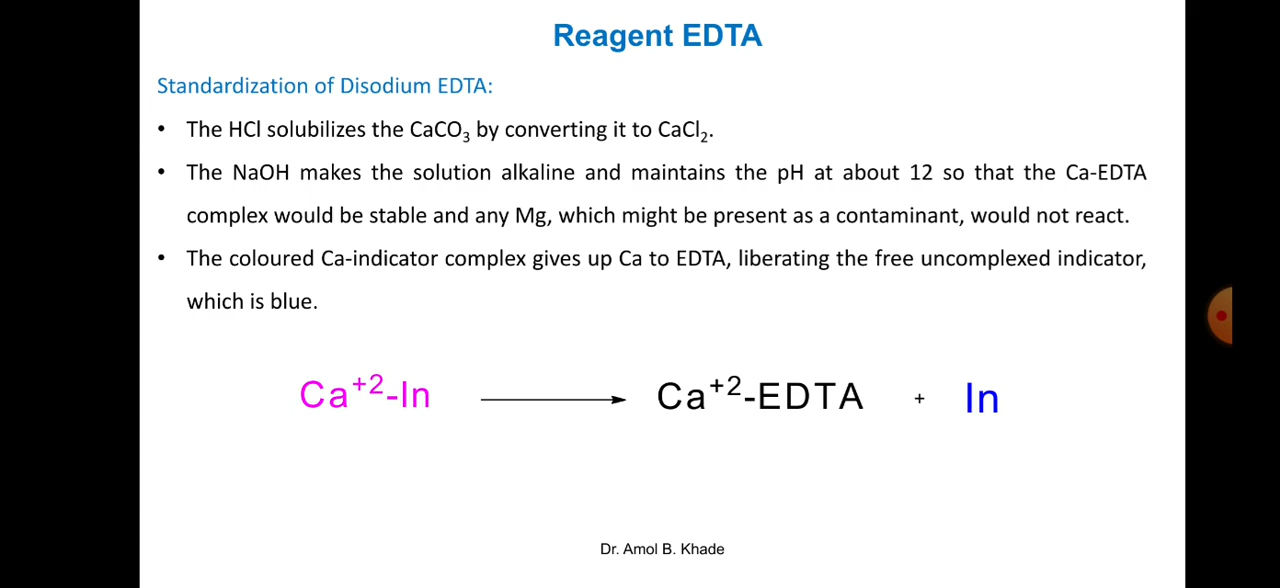 Reagent EDTA
Standardization of Disodium EDTA:
• The HCl solubilizes the CaCO₃ by converting it to CaCl₂.
• The NaOH makes the solution alkaline and maintains the pH at about 12 so that the Ca-EDTA
complex would be stable and any Mg, which might be present as a contaminant, would not react.
• The coloured Ca-indicator complex gives up Ca to EDTA, liberating the free uncomplexed indicator,
which is blue.
Ca⁺²-In ⟶ Ca⁺²-EDTA + In
Dr. Amol B. Khade